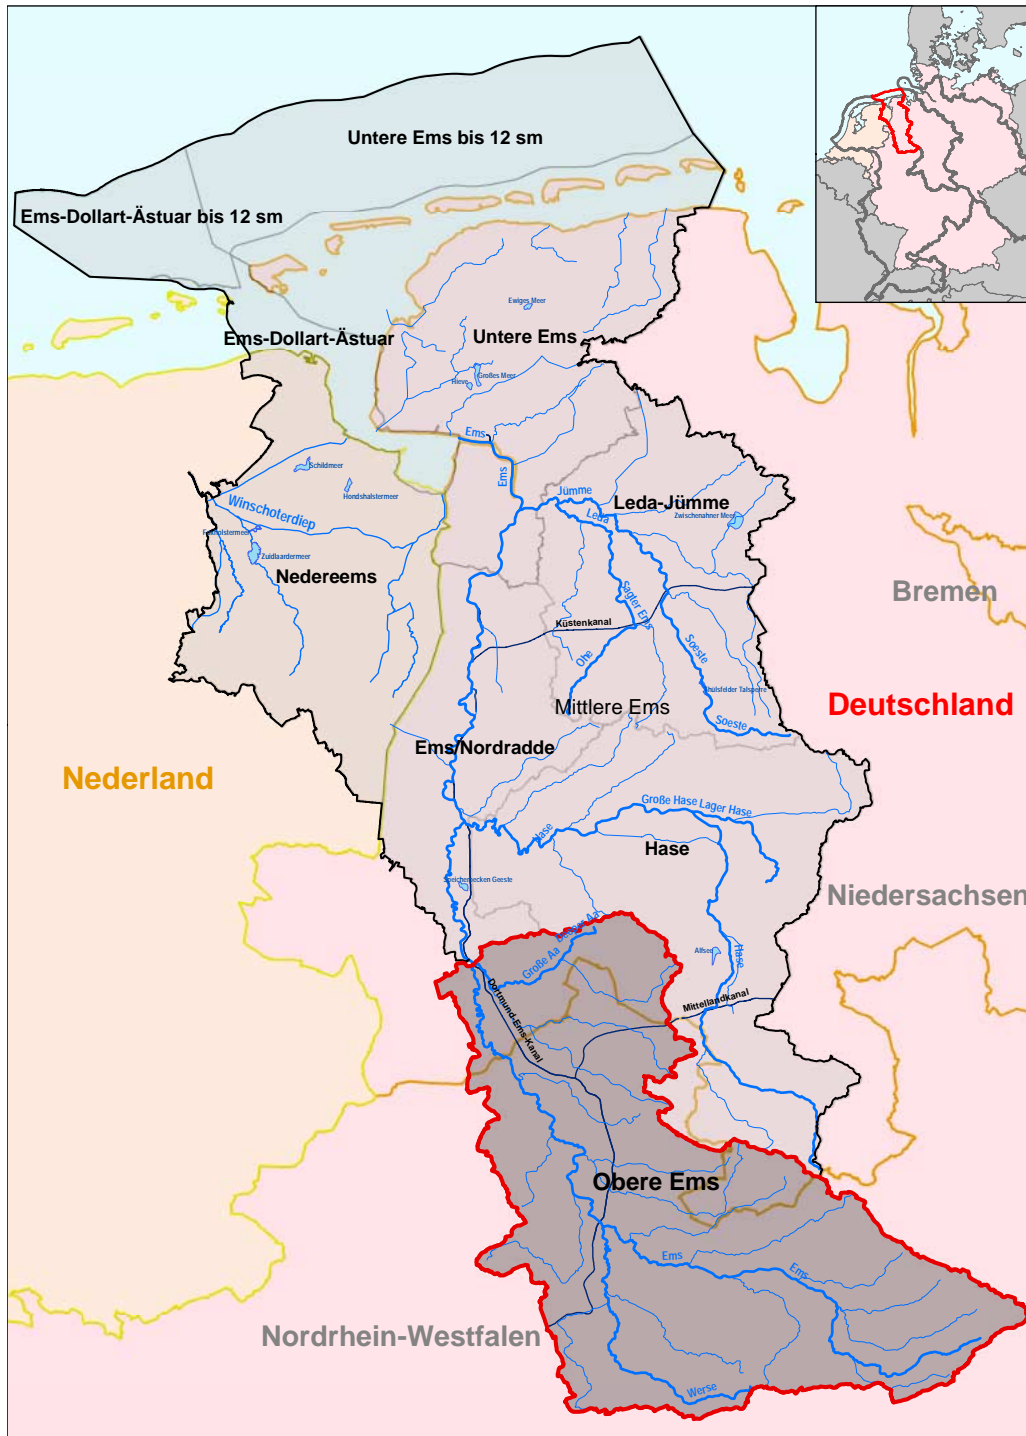 Untere Ems bis 12 sm
Ems-Dollart-Ästuar bis 12 sm
Ewiges Meer
Ems-Dollart-Ästuar
Untere Ems
Großes Meer
Hieve
Ems
Schildmeer
Ems
Hondshalstermeer
Jümme
Leda-Jümme
Winschoterdiep
Leda
Zwischenahner Meer
Zuidlaardermeer
Nedereems
Sagter Ems
Bremen
Küstenkanal
Soeste
Ohe
Talsperre
Mittlere Ems
Deutschland
Soeste
Ems/Nordradde
Nederland
Große Hase Lager Hase
Hase
Hase
Speicherbecken Geeste
Niedersachsen
Aa
Große Aa
Alfsee
Hase
Dortmund-Ems-Kanal
Mittellandkanal
Obere Ems
Ems
Ems
Nordrhein-Westfalen
Werse